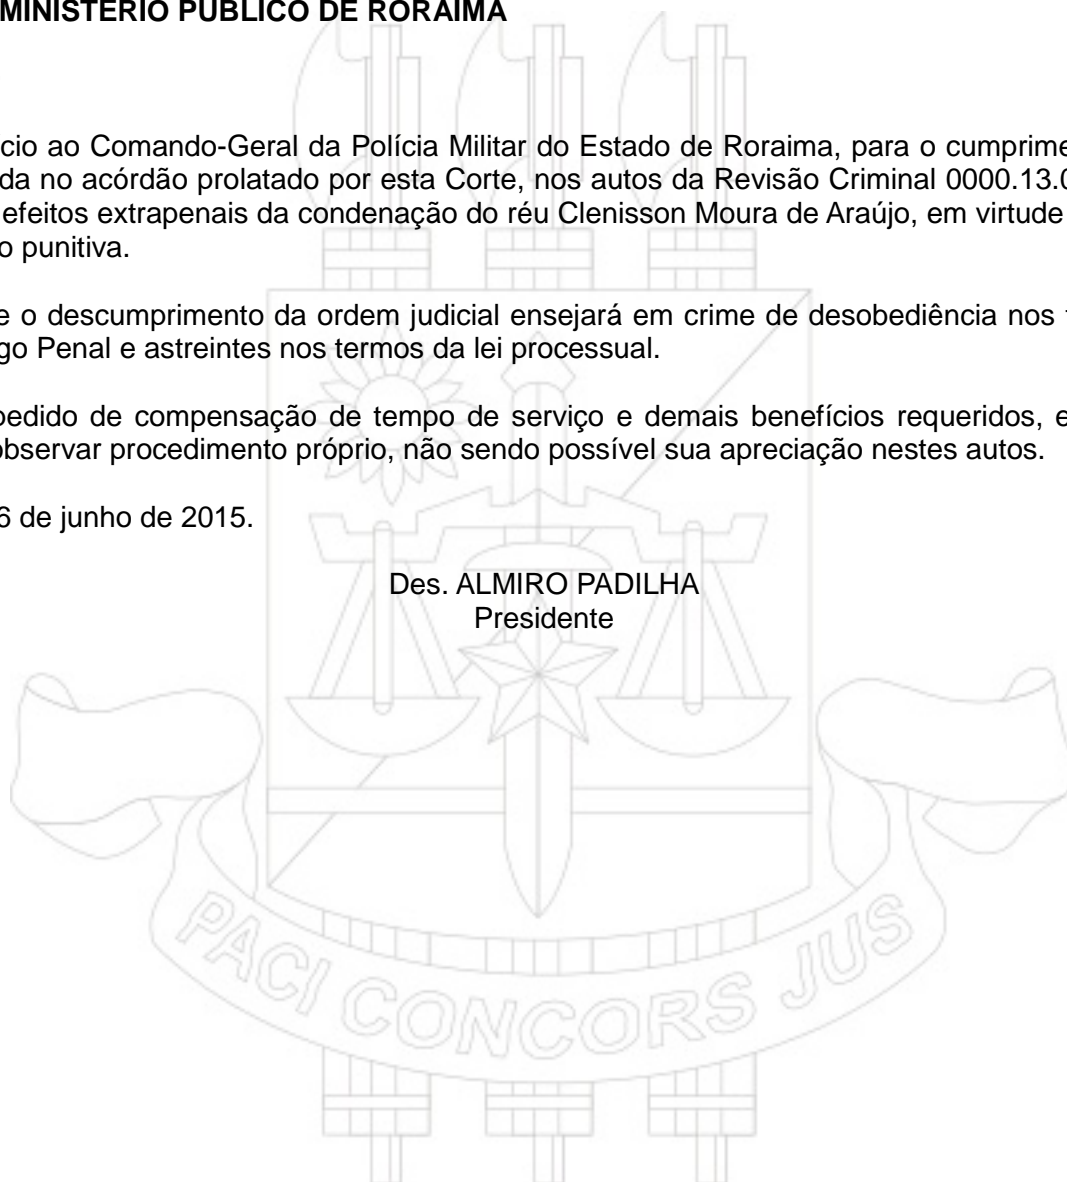 MINISTÉRIO PÚBLICO DE RORAIMA
cio ao Comando-Geral da Polícia Militar do Estado de Roraima, para o cumprime
da no acórdão prolatado por esta Corte, nos autos da Revisão Criminal 0000.13.0
efeitos extrapenais da condenação do réu Clenisson Moura de Araújo, em virtude
o punitiva.
e o descumprimento da ordem judicial ensejará em crime de desobediência nos
go Penal e astreintes nos termos da lei processual.
pedido de compensação de tempo de serviço e demais benefícios requeridos, e
observar procedimento próprio, não sendo possível sua apreciação nestes autos.
6 de junho de 2015.
Des. ALMIRO PADILHA
Presidente
PACI CONCORS JUS